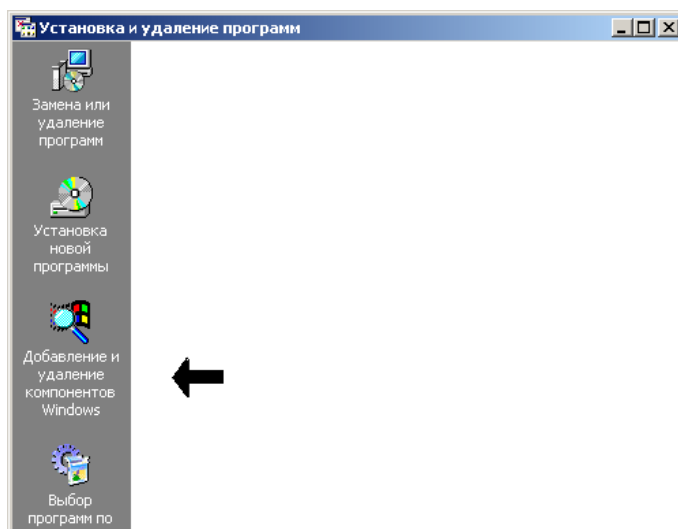 Установка и удаление программ
Замена или
удаление
программ
Установка
новой
программы
Добавление и
удаление
компонентов
Windows
Выбор
программ по